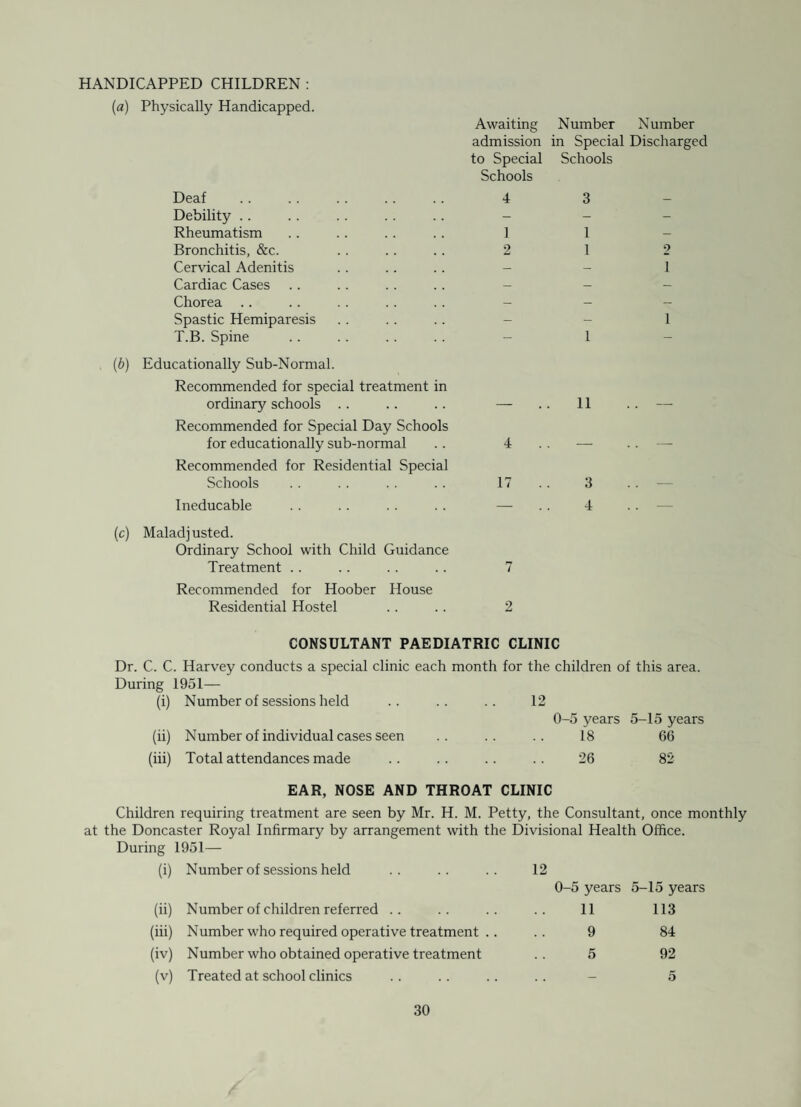 HANDICAPPED CHILDREN :
(a) Physically Handicapped.
Awaiting Number Number
admission in Special Discharged
to Special Schools
Schools
Deaf .. .. .. .. .. 4 3 –
Debility .. .. .. .. .. – – –
Rheumatism .. .. .. .. 1 1 –
Bronchitis, &c. .. .. .. 2 1 2
Cervical Adenitis .. .. .. – – 1
Cardiac Cases .. .. .. .. – – –
Chorea .. .. .. .. .. – – –
Spastic Hemiparesis .. .. .. – – 1
T.B. Spine .. .. .. .. – 1 –
(b) Educationally Sub-Normal.
Recommended for special treatment in
ordinary schools .. .. .. — .. 11 .. —
Recommended for Special Day Schools
for educationally sub-normal .. 4 .. — .. —
Recommended for Residential Special
Schools .. .. .. .. 17 .. 3 .. —
Ineducable .. .. .. .. — .. 4 .. —
(c) Maladjusted.
Ordinary School with Child Guidance
Treatment .. .. .. .. 7
Recommended for Hoober House
Residential Hostel .. .. 2
CONSULTANT PAEDIATRIC CLINIC
Dr. C. C. Harvey conducts a special clinic each month for the children of this area.
During 1951—
(i) Number of sessions held .. .. .. 12
0–5 years 5–15 years
(ii) Number of individual cases seen .. .. .. 18 66
(iii) Total attendances made .. .. .. .. 26 82
EAR, NOSE AND THROAT CLINIC
Children requiring treatment are seen by Mr. H. M. Petty, the Consultant, once monthly
at the Doncaster Royal Infirmary by arrangement with the Divisional Health Office.
During 1951—
(i) Number of sessions held .. .. .. 12
0–5 years 5–15 years
(ii) Number of children referred .. .. .. .. 11 113
(iii) Number who required operative treatment .. .. 9 84
(iv) Number who obtained operative treatment .. 5 92
(v) Treated at school clinics .. .. .. .. – 5
30